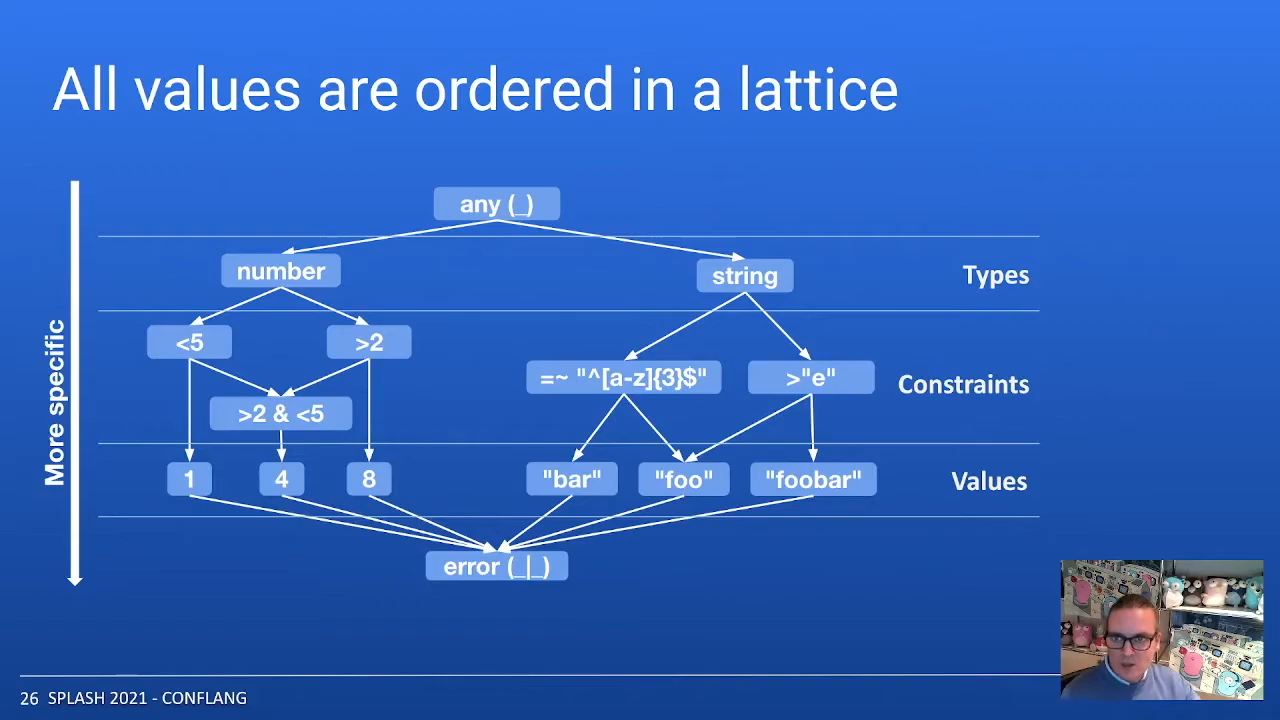 All values are ordered in a lattice
any (_)
number
string
Types
<5
>2
=~ "^[a-z]{3}$"
>"e"
Constraints
>2 & <5
1
4
8
"bar"
"foo"
"foobar"
Values
error (_|_)
More specific
26 SPLASH 2021 - CONFLANG